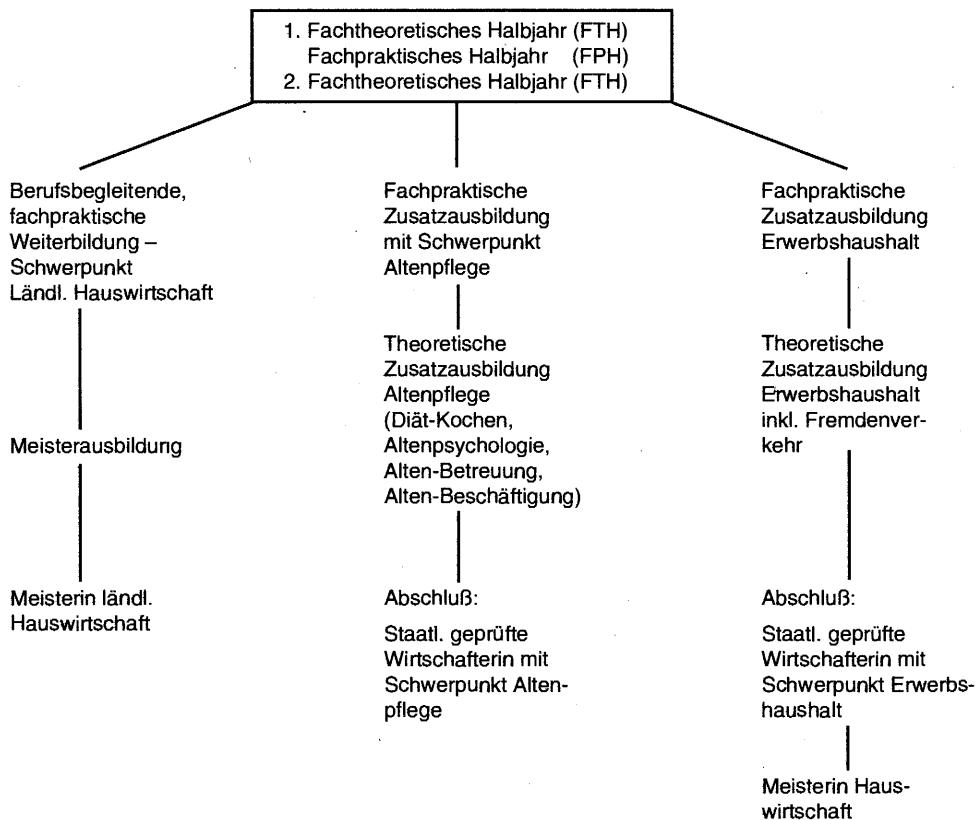 1. Fachtheoretisches Halbjahr (FTH)
Fachpraktisches Halbjahr (FPH)
2. Fachtheoretisches Halbjahr (FTH)
Berufsbegleitende,
fachpraktische
Weiterbildung –
Schwerpunkt
Ländl. Hauswirtschaft
Meisterausbildung
Meisterin ländl.
Hauswirtschaft
Fachpraktische
Zusatzausbildung
mit Schwerpunkt
Altenpflege
Theoretische
Zusatzausbildung
Altenpflege
(Diät-Kochen,
Altenpsychologie,
Alten-Betreuung,
Alten-Beschäftigung)
Abschluß:
Staatl. geprüfte
Wirtschafterin mit
Schwerpunkt Alten-
pflege
Fachpraktische
Zusatzausbildung
Erwerbshaushalt
Theoretische
Zusatzausbildung
Erwerbshaushalt
inkl. Fremdenver-
kehr
Abschluß:
Staatl. geprüfte
Wirtschafterin mit
Schwerpunkt Erwerbs-
haushalt
Meisterin Haus-
wirtschaft